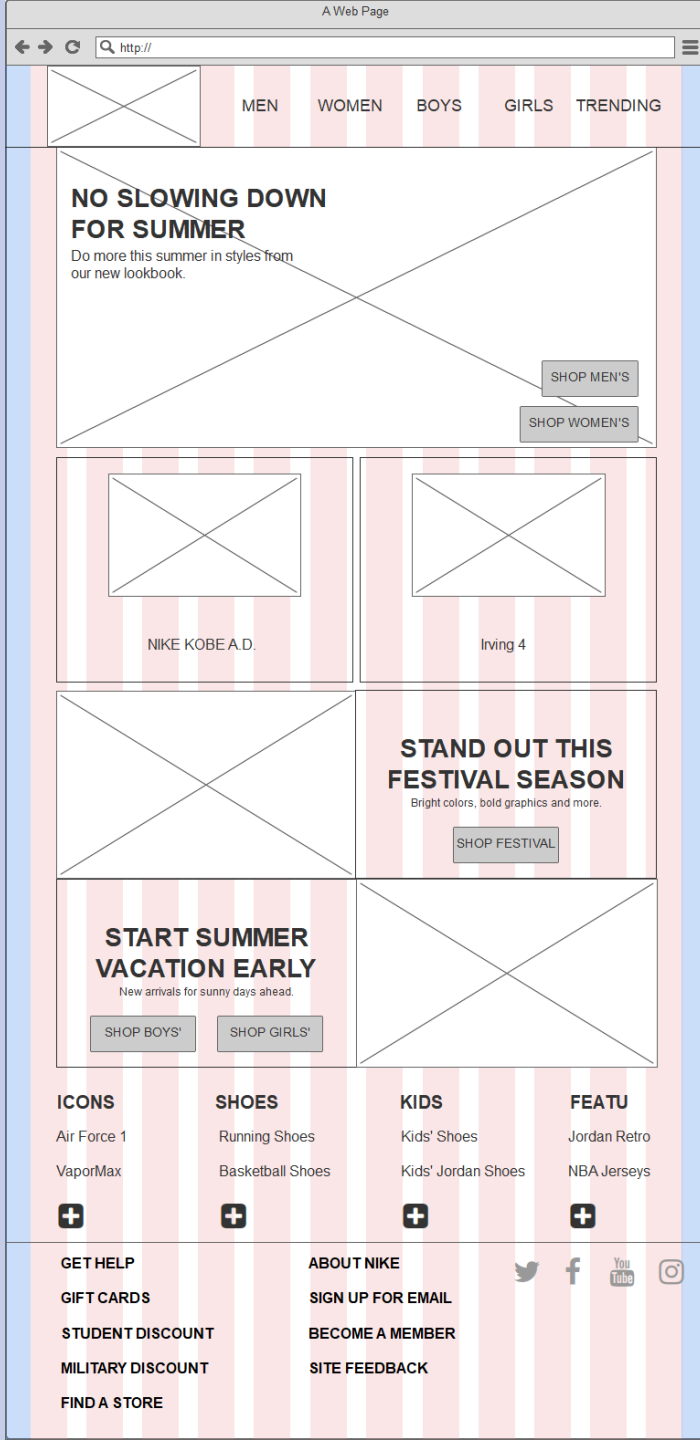 A Web Page
http://
MEN WOMEN BOYS GIRLS TRENDING
NO SLOWING DOWN
FOR SUMMER
Do more this summer in styles from
our new lookbook.
SHOP MEN'S
SHOP WOMEN'S
NIKE KOBE A.D.
Irving 4
STAND OUT THIS
FESTIVAL SEASON
Bright colors, bold graphics and more.
SHOP FESTIVAL
START SUMMER
VACATION EARLY
New arrivals for sunny days ahead.
SHOP BOYS' SHOP GIRLS'
ICONS SHOES KIDS FEATU
Air Force 1 Running Shoes Kids' Shoes Jordan Retro
VaporMax Basketball Shoes Kids' Jordan Shoes NBA Jerseys
GET HELP ABOUT NIKE You
Tube
GIFT CARDS SIGN UP FOR EMAIL
STUDENT DISCOUNT BECOME A MEMBER
MILITARY DISCOUNT SITE FEEDBACK
FIND A STORE